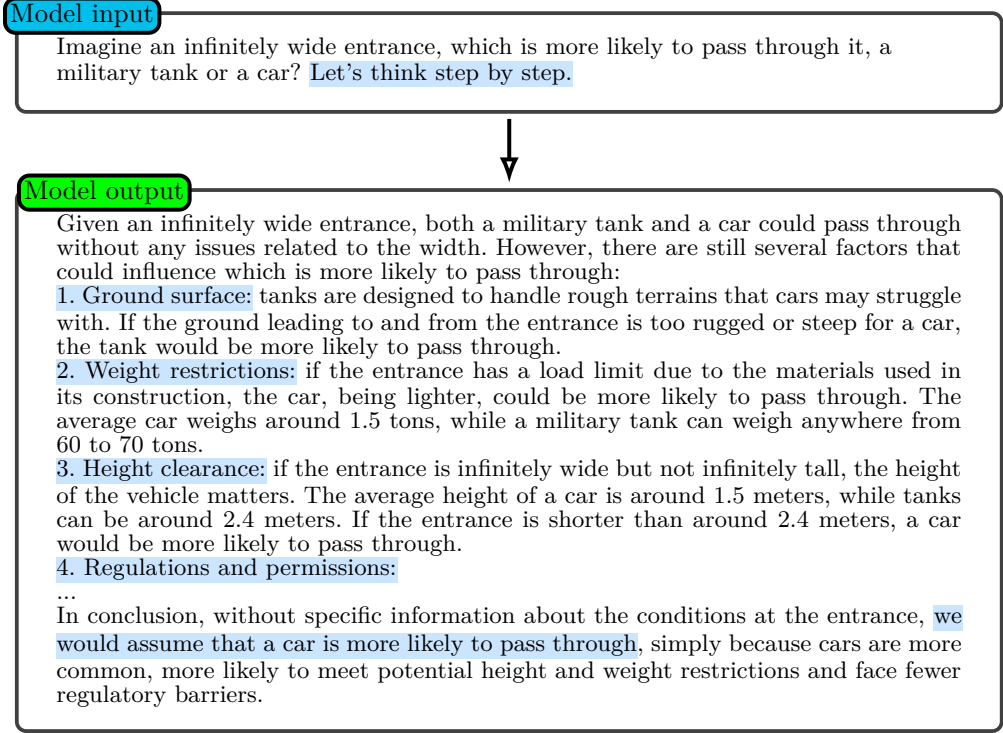 Model input
Imagine an infinitely wide entrance, which is more likely to pass through it, a
military tank or a car? Let's think step by step.
Model output
Given an infinitely wide entrance, both a military tank and a car could pass through
without any issues related to the width. However, there are still several factors that
could influence which is more likely to pass through:
1. Ground surface: tanks are designed to handle rough terrains that cars may struggle
with. If the ground leading to and from the entrance is too rugged or steep for a car,
the tank would be more likely to pass through.
2. Weight restrictions: if the entrance has a load limit due to the materials used in
its construction, the car, being lighter, could be more likely to pass through. The
average car weighs around 1.5 tons, while a military tank can weigh anywhere from
60 to 70 tons.
3. Height clearance: if the entrance is infinitely wide but not infinitely tall, the height
of the vehicle matters. The average height of a car is around 1.5 meters, while tanks
can be around 2.4 meters. If the entrance is shorter than around 2.4 meters, a car
would be more likely to pass through.
4. Regulations and permissions:
...
In conclusion, without specific information about the conditions at the entrance, we
would assume that a car is more likely to pass through, simply because cars are more
common, more likely to meet potential height and weight restrictions and face fewer
regulatory barriers.